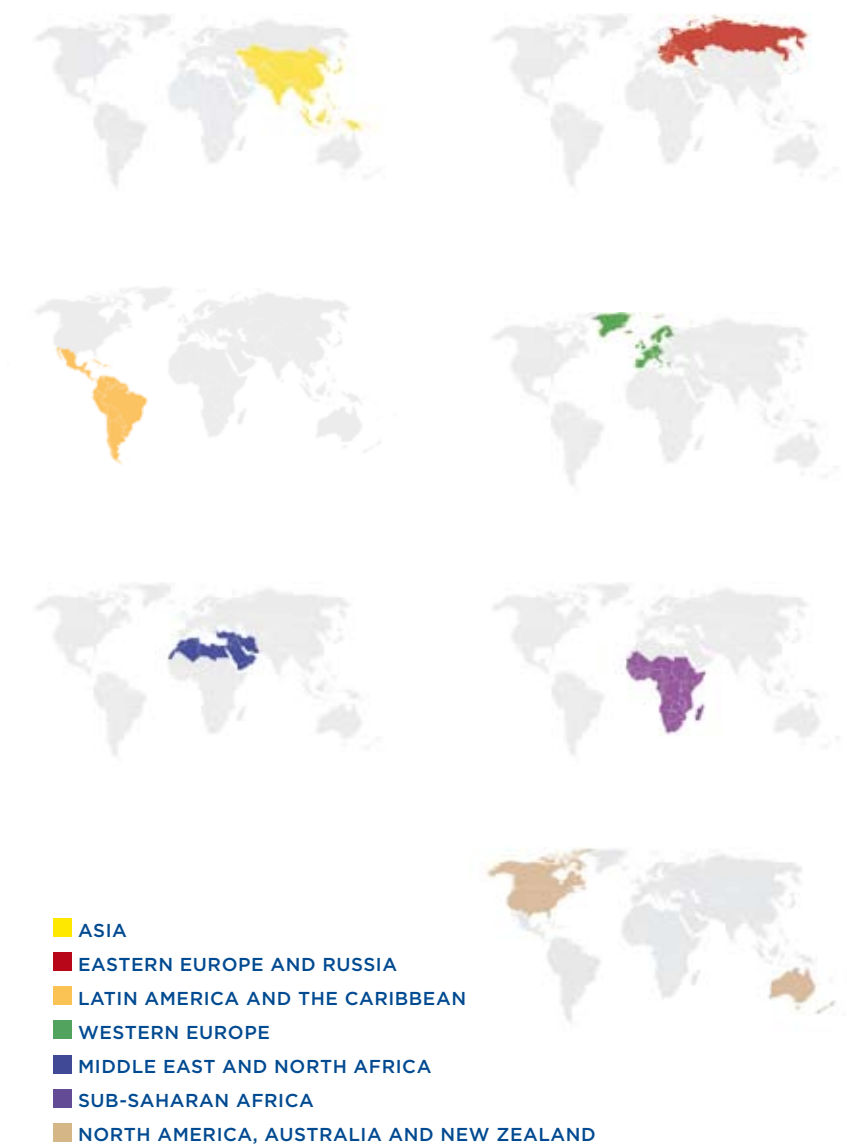 ASIA
EASTERN EUROPE AND RUSSIA
LATIN AMERICA AND THE CARIBBEAN
WESTERN EUROPE
MIDDLE EAST AND NORTH AFRICA
SUB-SAHARAN AFRICA
NORTH AMERICA, AUSTRALIA AND NEW ZEALAND